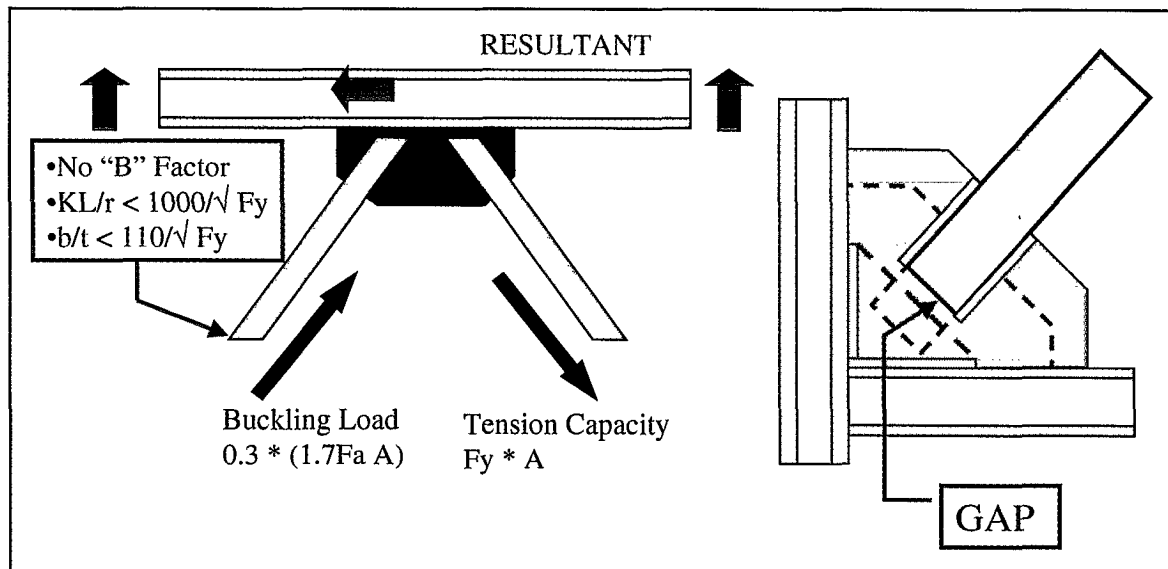 RESULTANT
•No “B” Factor
•KL/r < 1000/√ Fy
•b/t < 110/√ Fy
Buckling Load
0.3 * (1.7Fa A)
Tension Capacity
Fy * A
GAP